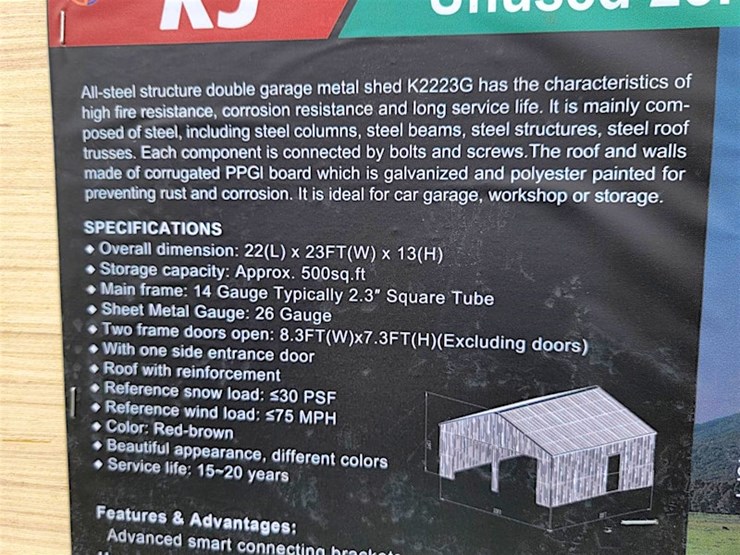 KJ
All-steel structure double garage metal shed K2223G has the characteristics of
high fire resistance, corrosion resistance and long service life. It is mainly com-
posed of steel, including steel columns, steel beams, steel structures, steel roof
trusses. Each component is connected by bolts and screws.The roof and walls
made of corrugated PPGI board which is galvanized and polyester painted for
preventing rust and corrosion. It is ideal for car garage, workshop or storage.
SPECIFICATIONS
◆ Overall dimension: 22(L) x 23FT(W) x 13(H)
◆ Storage capacity: Approx. 500sq.ft
◆ Main frame: 14 Gauge Typically 2.3" Square Tube
◆ Sheet Metal Gauge: 26 Gauge
◆ Two frame doors open: 8.3FT(W)x7.3FT(H)(Excluding doors)
◆ With one side entrance door
◆ Roof with reinforcement
◆ Reference snow load: ≤30 PSF
◆ Reference wind load: ≤75 MPH
◆ Color: Red-brown
◆ Beautiful appearance, different colors
◆ Service life: 15~20 years
Features & Advantages:
Advanced smart connecting